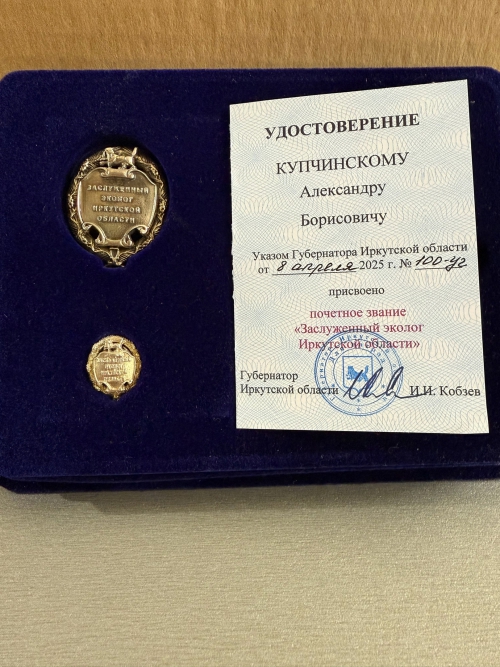 ЗАСЛУЖЕННЫЙ
ЭКОЛОГ
ИРКУТСКОЙ
ОБЛАСТИ
УДОСТОВЕРЕНИЕ
КУПЧИНСКОМУ
Александру
Борисовичу
Указом Губернатора Иркутской области
от 8 апреля 2025 г. № 100-уг
присвоено
почетное звание
«Заслуженный эколог
Иркутской области»
Губернатор
Иркутской области И.И. Кобзев